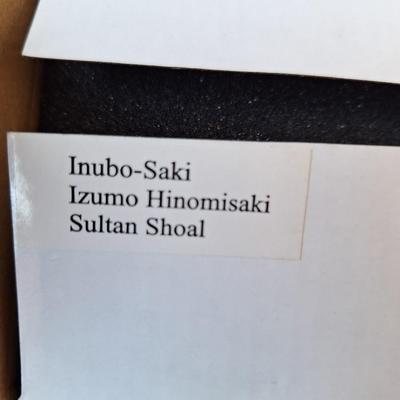 Inubo-Saki
Izumo Hinomisaki
Sultan Shoal